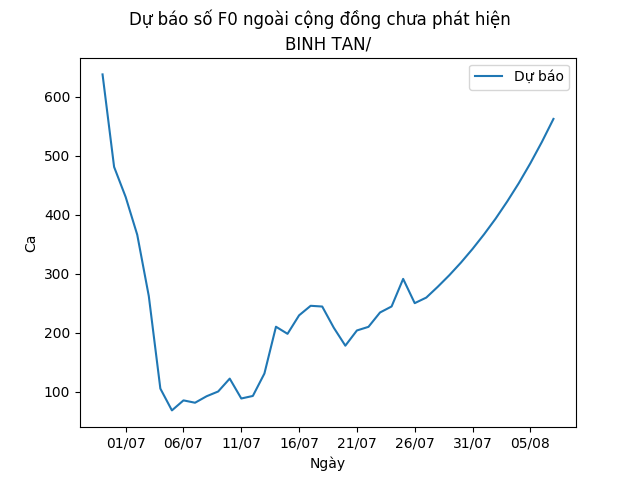 Dự báo số F0 ngoài cộng đồng chưa phát hiện
BINH TAN/
Dự báo
600
500
400
300
200
100
Ca
01/07 06/07 11/07 16/07 21/07 26/07 31/07 05/08
Ngày